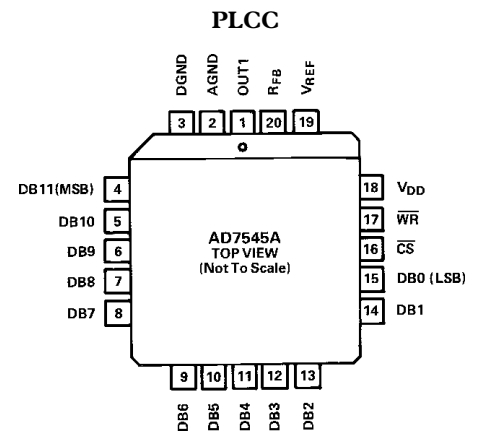 PLCC
DGND
AGND
OUT1
RFB
VREF
3 2 1 20 19
DB11(MSB) 4
DB10 5
DB9 6
DB8 7
DB7 8
AD7545A
TOP VIEW
(Not To Scale)
18 VDD
17 WR
16 CS
15 DB0 (LSB)
14 DB1
9 10 11 12 13
DB6
DB5
DB4
DB3
DB2